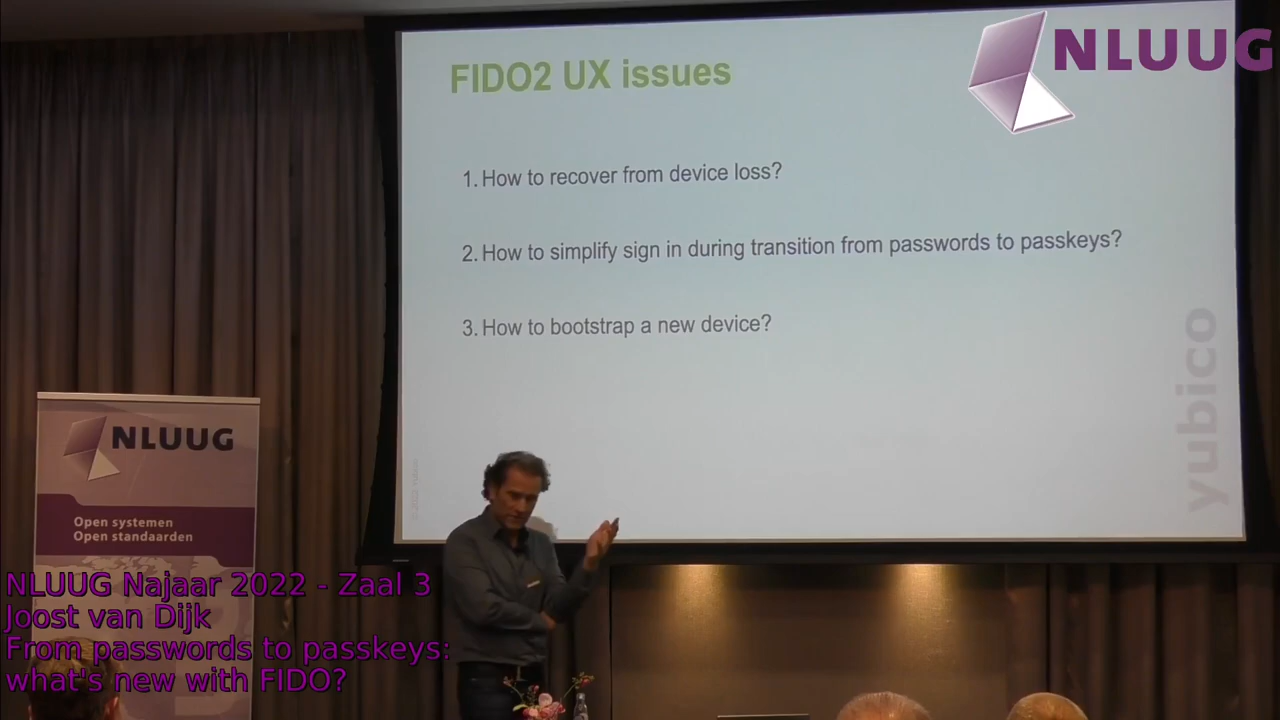 NLUUG
FIDO2 UX issues
1. How to recover from device loss?
2. How to simplify sign in during transition from passwords to passkeys?
3. How to bootstrap a new device?
yubico
NLUUG
Open systemen
Open standaarden
NLUUG Najaar 2022 - Zaal 3
Joost van Dijk
From passwords to passkeys:
what's new with FIDO?